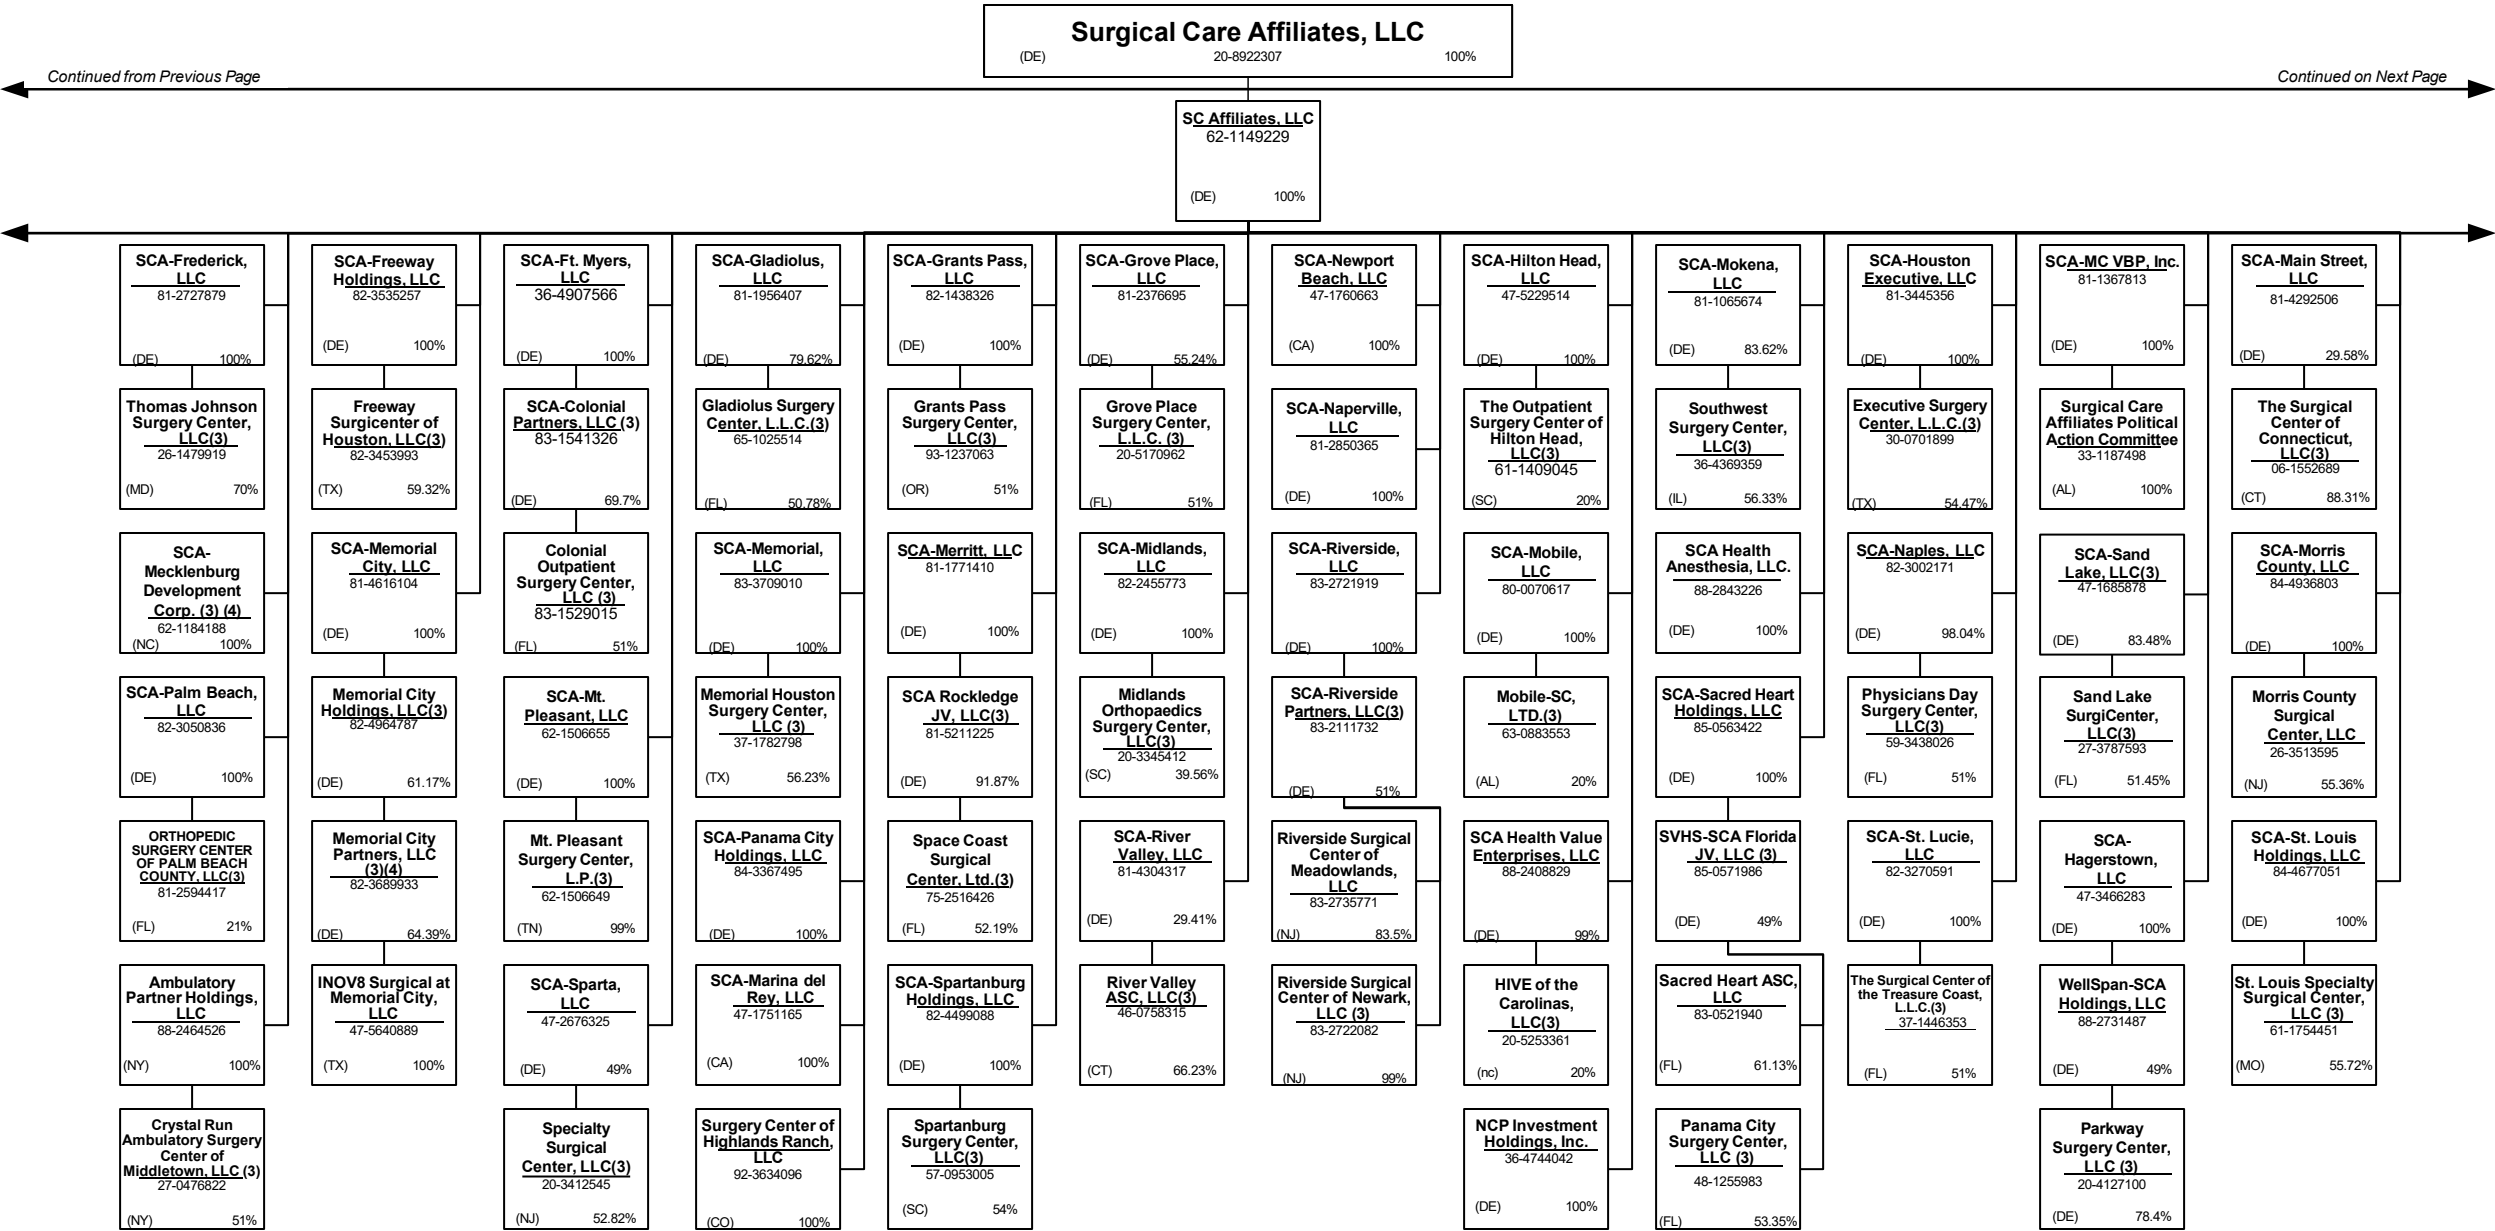 Surgical Care Affiliates, LLC
(DE) 20-8922307 100%
Continued from Previous Page
Continued on Next Page
SC Affiliates, LLC
62-1149229
(DE) 100%
SCA-Frederick,
LLC
81-2727879
(DE) 100%
SCA-Freeway
Holdings, LLC
82-3535257
(DE) 100%
SCA-Ft. Myers,
LLC
36-4907566
(DE) 100%
SCA-Gladiolus,
LLC
81-1956407
(DE) 79.62%
SCA-Grants Pass,
LLC
82-1438326
(DE) 100%
SCA-Grove Place,
LLC
81-2376695
(DE) 55.24%
SCA-Newport
Beach, LLC
47-1760663
(CA) 100%
SCA-Hilton Head,
LLC
47-5229514
(DE) 100%
SCA-Mokena,
LLC
81-1065674
(DE) 83.62%
SCA-Houston
Executive, LLC
81-3445356
(DE) 100%
SCA-MC VBP, Inc.
81-1367813
(DE) 100%
SCA-Main Street,
LLC
81-4292506
(DE) 29.58%
Thomas Johnson
Surgery Center,
LLC(3)
26-1479919
(MD) 70%
Freeway
Surgicenter of
Houston, LLC(3)
82-3453993
(TX) 59.32%
SCA-Colonial
Partners, LLC (3)
83-1541326
(DE) 69.7%
Gladiolus Surgery
Center, L.L.C.(3)
65-1025514
(FL) 50.78%
Grants Pass
Surgery Center,
LLC(3)
93-1237063
(OR) 51%
Grove Place
Surgery Center,
L.L.C. (3)
20-5170962
(FL) 51%
SCA-Naperville,
LLC
81-2850365
(DE) 100%
The Outpatient
Surgery Center of
Hilton Head,
LLC(3)
61-1409045
(SC) 20%
Southwest
Surgery Center,
LLC(3)
36-4369359
(IL) 56.33%
Executive Surgery
Center, L.L.C.(3)
30-0701899
(TX) 54.47%
Surgical Care
Affiliates Political
Action Committee
33-1187498
(AL) 100%
The Surgical
Center of
Connecticut,
LLC(3)
06-1552689
(CT) 88.31%
SCA-
Mecklenburg
Development
Corp. (3) (4)
62-1184188
(NC) 100%
SCA-Memorial
City, LLC
81-4616104
(DE) 100%
Colonial
Outpatient
Surgery Center,
LLC (3)
83-1529015
(FL) 51%
SCA-Memorial,
LLC
83-3709010
(DE) 100%
SCA-Merritt, LLC
81-1771410
(DE) 100%
SCA-Midlands,
LLC
82-2455773
(DE) 100%
SCA-Riverside,
LLC
83-2721919
(DE) 100%
SCA-Mobile,
LLC
80-0070617
(DE) 100%
SCA Health
Anesthesia, LLC.
88-2843226
(DE) 100%
SCA-Naples, LLC
82-3002171
(DE) 98.04%
SCA-Sand
Lake, LLC(3)
47-1685878
(DE) 83.48%
SCA-Morris
County, LLC
84-4936803
(DE) 100%
SCA-Palm Beach,
LLC
82-3050836
(DE) 100%
Memorial City
Holdings, LLC(3)
82-4964787
(DE) 61.17%
SCA-Mt.
Pleasant, LLC
62-1506655
(DE) 100%
Memorial Houston
Surgery Center,
LLC (3)
37-1782798
(TX) 56.23%
SCA Rockledge
JV, LLC(3)
81-5211225
(DE) 91.87%
Midlands
Orthopaedics
Surgery Center,
LLC(3)
20-3345412
(SC) 39.56%
SCA-Riverside
Partners, LLC(3)
83-2111732
(DE) 51%
Mobile-SC,
LTD.(3)
63-0883553
(AL) 20%
SCA-Sacred Heart
Holdings, LLC
85-0563422
(DE) 100%
Physicians Day
Surgery Center,
LLC(3)
59-3438026
(FL) 51%
Sand Lake
SurgiCenter,
LLC(3)
27-3787593
(FL) 51.45%
Morris County
Surgical
Center, LLC
26-3513595
(NJ) 55.36%
ORTHOPEDIC
SURGERY CENTER
OF PALM BEACH
COUNTY, LLC(3)
81-2594417
(FL) 21%
Memorial City
Partners, LLC
(3)(4)
82-3689933
(DE) 64.39%
Mt. Pleasant
Surgery Center,
L.P.(3)
62-1506649
(TN) 99%
SCA-Panama City
Holdings, LLC
84-3367495
(DE) 100%
Space Coast
Surgical
Center, Ltd.(3)
75-2516426
(FL) 52.19%
SCA-River
Valley, LLC
81-4304317
(DE) 29.41%
Riverside Surgical
Center of
Meadowlands,
LLC
83-2735771
(NJ) 83.5%
SCA Health Value
Enterprises, LLC
88-2408829
(DE) 99%
SVHS-SCA Florida
JV, LLC (3)
85-0571986
(DE) 49%
SCA-St. Lucie,
LLC
82-3270591
(DE) 100%
SCA-
Hagerstown,
LLC
47-3466283
(DE) 100%
SCA-St. Louis
Holdings, LLC
84-4677051
(DE) 100%
Ambulatory
Partner Holdings,
LLC
88-2464526
(NY) 100%
INOV8 Surgical at
Memorial City,
LLC
47-5640889
(TX) 100%
SCA-Sparta,
LLC
47-2676325
(DE) 49%
SCA-Marina del
Rey, LLC
47-1751165
(CA) 100%
SCA-Spartanburg
Holdings, LLC
82-4499088
(DE) 100%
River Valley
ASC, LLC(3)
46-0758315
(CT) 66.23%
Riverside Surgical
Center of Newark,
LLC (3)
83-2722082
(NJ) 99%
HIVE of the
Carolinas,
LLC(3)
20-5253361
(nc) 20%
Sacred Heart ASC,
LLC
83-0521940
(FL) 61.13%
The Surgical Center of
the Treasure Coast,
L.L.C.(3)
37-1446353
(FL) 51%
WellSpan-SCA
Holdings, LLC
88-2731487
(DE) 49%
St. Louis Specialty
Surgical Center,
LLC (3)
61-1754451
(MO) 55.72%
Crystal Run
Ambulatory Surgery
Center of
Middletown, LLC (3)
27-0476822
(NY) 51%
Specialty
Surgical
Center, LLC(3)
20-3412545
(NJ) 52.82%
Surgery Center of
Highlands Ranch,
LLC
92-3634096
(CO) 100%
Spartanburg
Surgery Center,
LLC(3)
57-0953005
(SC) 54%
NCP Investment
Holdings, Inc.
36-4744042
(DE) 100%
Panama City
Surgery Center,
LLC (3)
48-1255983
(FL) 53.35%
Parkway
Surgery Center,
LLC (3)
20-4127100
(DE) 78.4%